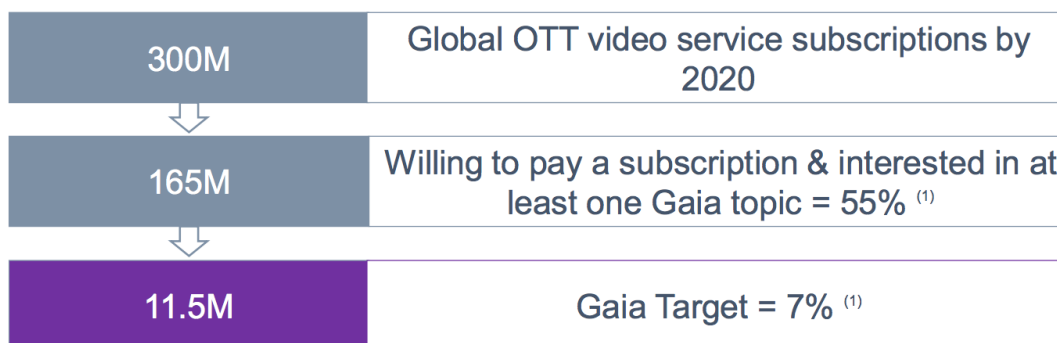 300M
Global OTT video service subscriptions by
2020
165M
Willing to pay a subscription & interested in at
least one Gaia topic = 55% (1)
11.5M
Gaia Target = 7% (1)